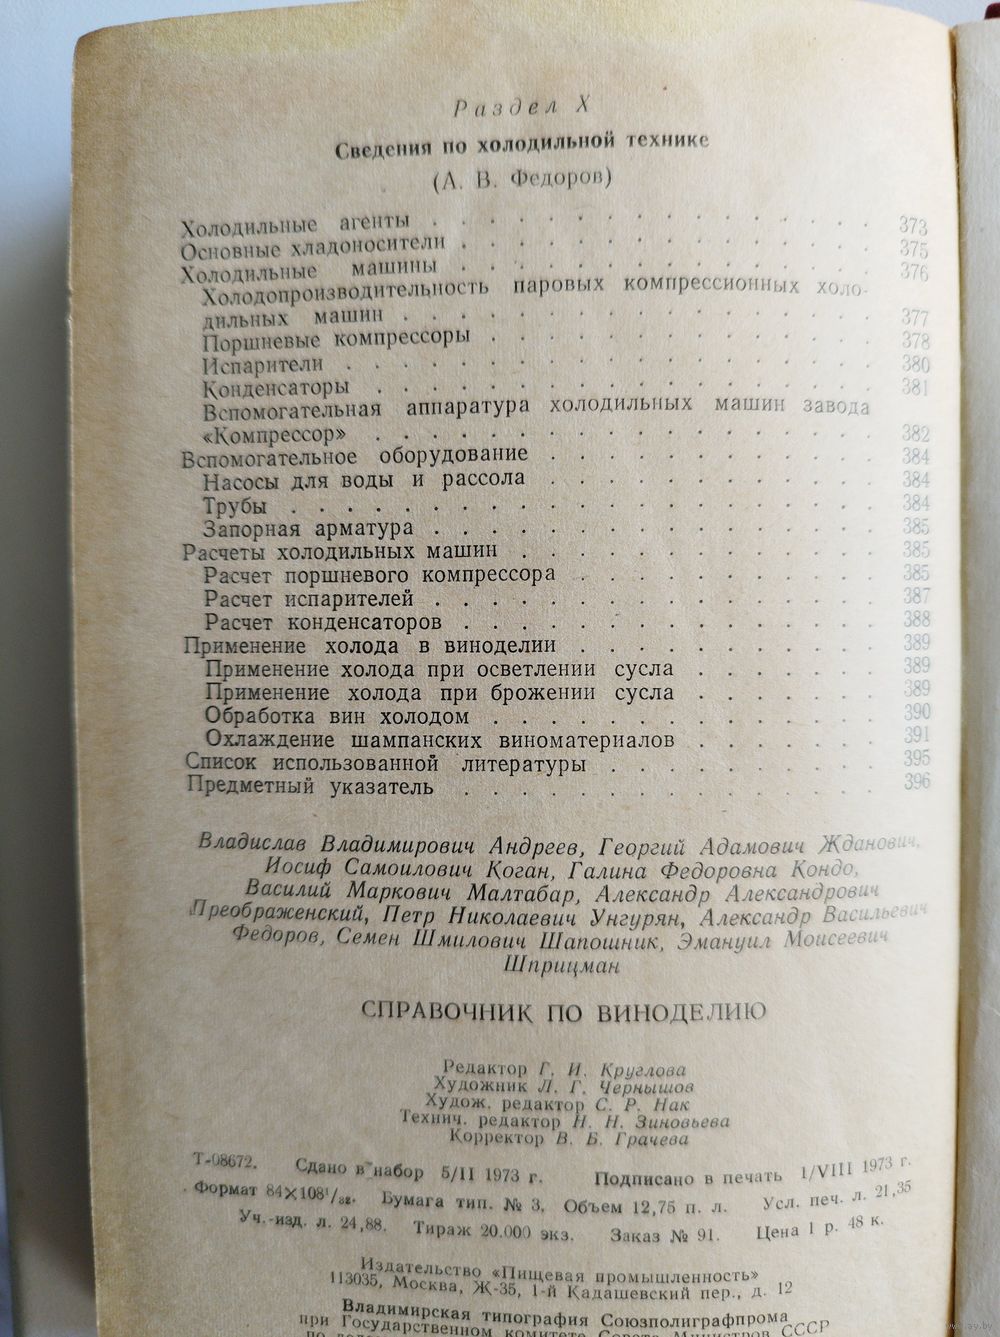 Раздел X
Сведения по холодильной технике
(А. В. Федоров)
Холодильные агенты . . . . . . . . . . . . . . . . 373
Основные хладоносители . . . . . . . . . . . . . . . 375
Холодильные машины . . . . . . . . . . . . . . . 376
Холодопроизводительность паровых компрессионных холо-
дильных машин . . . . . . . . . . . . . . . . . 377
Поршневые компрессоры . . . . . . . . . . . . . . 378
Испарители . . . . . . . . . . . . . . . . . . . 380
Конденсаторы . . . . . . . . . . . . . . . . . . 381
Вспомогательная аппаратура холодильных машин завода
«Компрессор» . . . . . . . . . . . . . . . . . . 382
Вспомогательное оборудование . . . . . . . . . . . . 384
Насосы для воды и рассола . . . . . . . . . . . . 384
Трубы . . . . . . . . . . . . . . . . . . . . . 384
Запорная арматура . . . . . . . . . . . . . . . . 385
Расчеты холодильных машин . . . . . . . . . . . . . 385
Расчет поршневого компрессора . . . . . . . . . . . 385
Расчет испарителей . . . . . . . . . . . . . . . . 387
Расчет конденсаторов . . . . . . . . . . . . . . . 388
Применение холода в виноделии . . . . . . . . . . . 389
Применение холода при осветлении сусла . . . . . . . 389
Применение холода при брожении сусла . . . . . . . 389
Обработка вин холодом . . . . . . . . . . . . . . 390
Охлаждение шампанских виноматериалов . . . . . . . 391
Список использованной литературы . . . . . . . . . . 395
Предметный указатель . . . . . . . . . . . . . . . 396
Владислав Владимирович Андреев, Георгий Адамович Жданович,
Иосиф Самоилович Коган, Галина Федоровна Кондо,
Василий Маркович Малтабар, Александр Александрович
Преображенский, Петр Николаевич Унгурян, Александр Васильевич
Федоров, Семен Шмилович Шапошник, Эмануил Моисеевич
Шприцман
СПРАВОЧНИК ПО ВИНОДЕЛИЮ
Редактор Г. И. Круглова
Художник Л. Г. Чернышов
Худож. редактор С. Р. Нак
Технич. редактор Н. Н. Зиновьева
Корректор В. Б. Грачева
Т-08672. Сдано в набор 5/II 1973 г. Подписано в печать 1/VIII 1973 г.
Формат 84×108¹/₃₂. Бумага тип. № 3. Объем 12,75 п. л. Усл. печ. л. 21,35
Уч.-изд. л. 24,88. Тираж 20.000 экз. Заказ № 91. Цена 1 р. 48 к.
Издательство «Пищевая промышленность»
113035, Москва, Ж-35, 1-й Кадашевский пер., д. 12
Владимирская типография Союзполиграфпрома
при Государственном комитете Совета Министров СССР